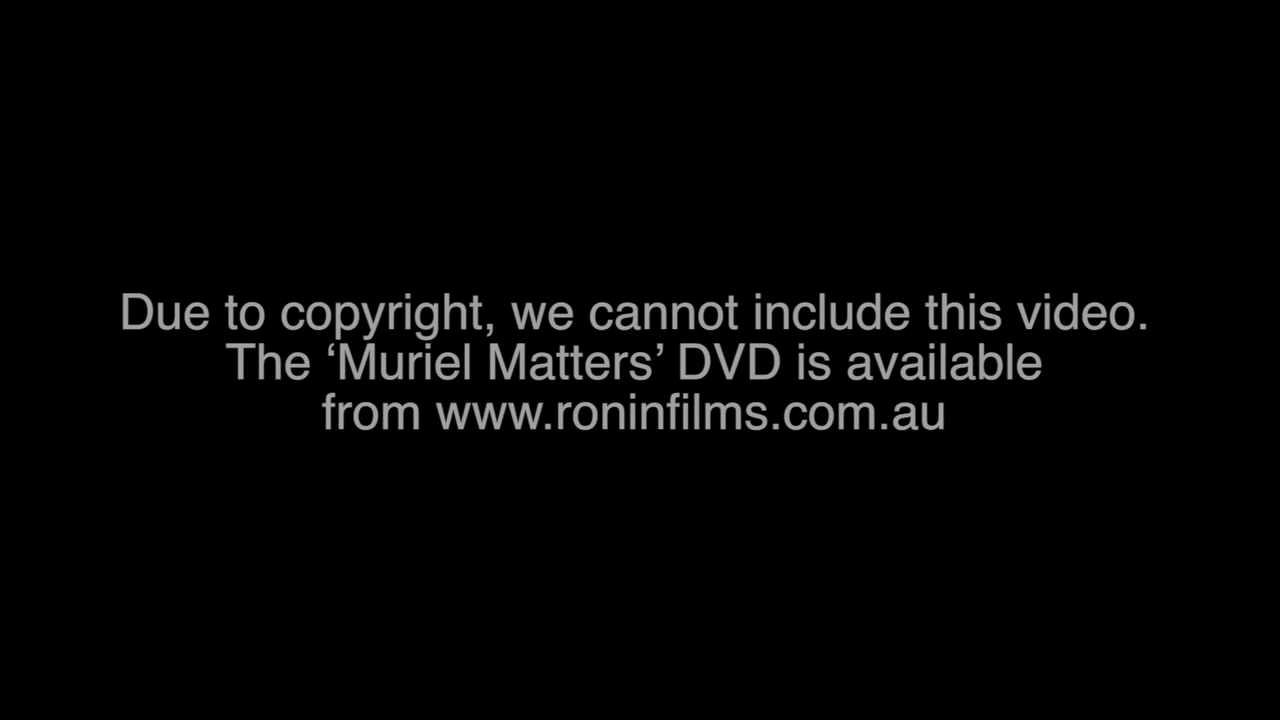 Due to copyright, we cannot include this video.
The ‘Muriel Matters’ DVD is available
from www.roninfilms.com.au